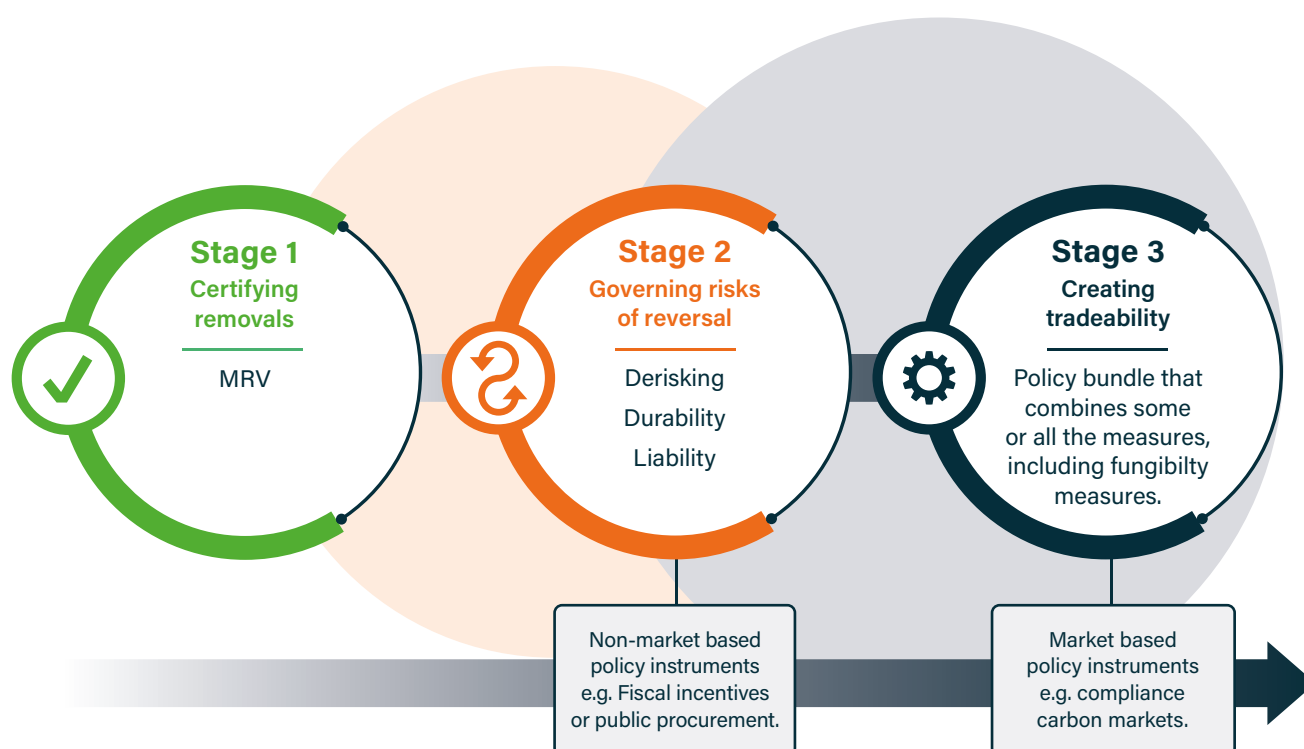 Stage 1
Certifying
removals
MRV
Stage 2
Governing risks
of reversal
Derisking
Durability
Liability
Stage 3
Creating
tradeability
Policy bundle that
combines some
or all the measures,
including fungibilty
measures.
Non-market based
policy instruments
e.g. Fiscal incentives
or public procurement.
Market based
policy instruments
e.g. compliance
carbon markets.